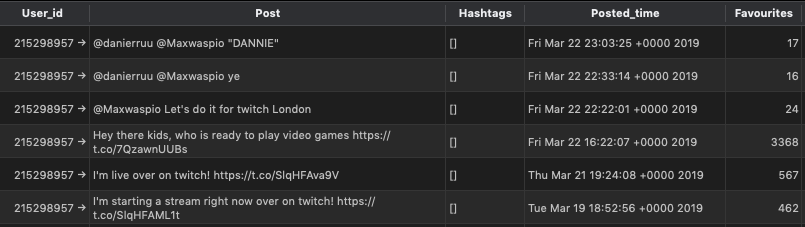 User_id Post Hashtags Posted_time Favourites
215298957 → @danierruu @Maxwaspio "DANNIE" [] Fri Mar 22 23:03:25 +0000 2019 17
215298957 → @danierruu @Maxwaspio ye [] Fri Mar 22 22:33:14 +0000 2019 16
215298957 → @Maxwaspio Let's do it for twitch London [] Fri Mar 22 22:22:01 +0000 2019 24
215298957 → Hey there kids, who is ready to play video games https://
t.co/7QzawnUUBs [] Fri Mar 22 16:22:07 +0000 2019 3368
215298957 → I'm live over on twitch! https://t.co/SlqHFAva9V [] Thu Mar 21 19:24:08 +0000 2019 567
215298957 → I'm starting a stream right now over on twitch! https://
t.co/SlqHFAML1t [] Tue Mar 19 18:52:56 +0000 2019 462